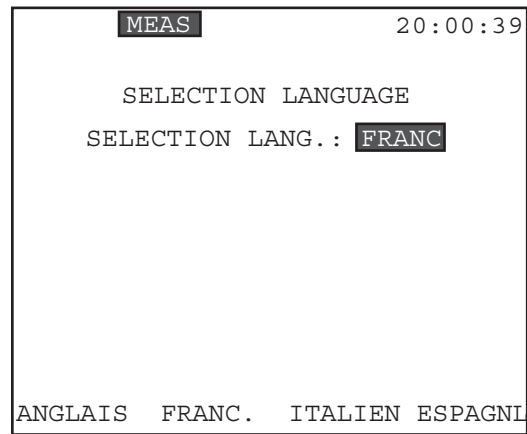 MEAS 20:00:39
SELECTION LANGUAGE
SELECTION LANG.: FRANC
ANGLAIS FRANC. ITALIEN ESPAGNL